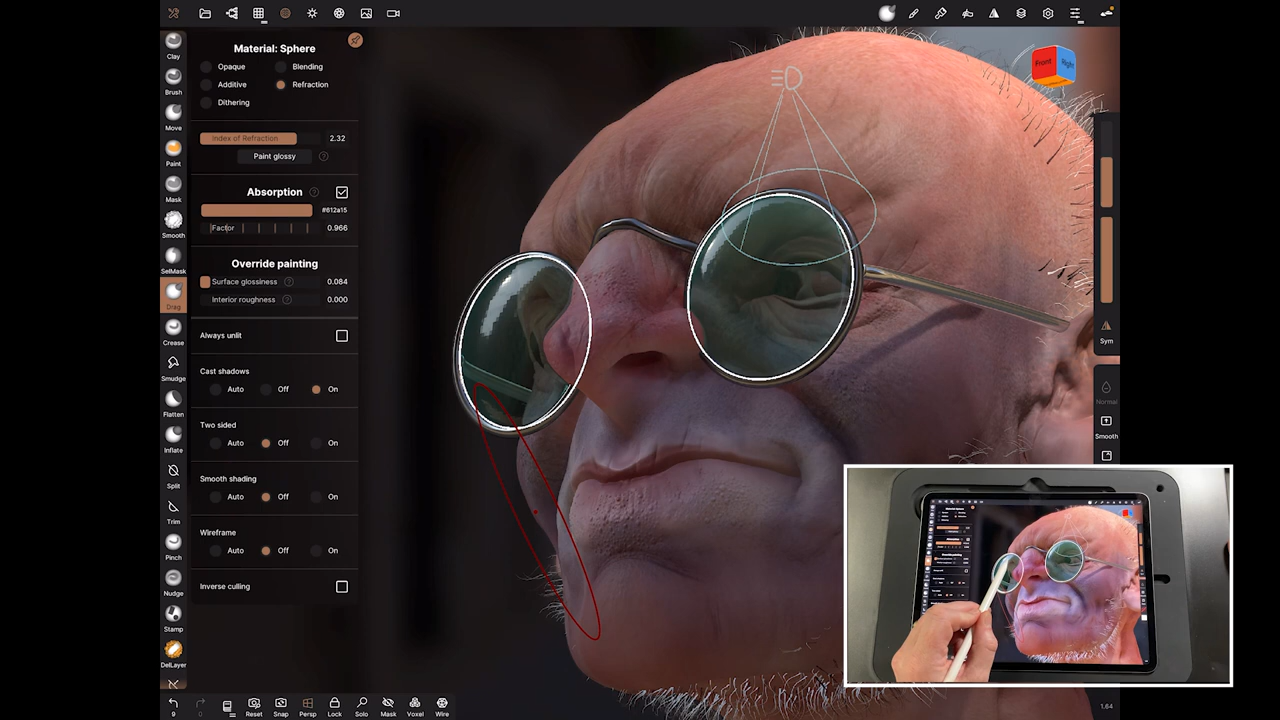 Material: Sphere
Opaque
Blending
Additive
Refraction
Dithering
Index of Refraction 2.32
Paint glossy ?
Absorption ?
#612a15
Factor 0.966
Override painting
Surface glossiness ? 0.084
Interior roughness ? 0.000
Always unlit
Cast shadows
Auto Off On
Two sided
Auto Off On
Smooth shading
Auto Off On
Wireframe
Auto Off On
Inverse culling
Clay
Brush
Move
Paint
Mask
Smooth
SelMask
Drag
Crease
Smudge
Flatten
Inflate
Split
Trim
Pinch
Nudge
Stamp
DelLayer
Front
Right
Sym
Normal
Smooth
9
0
Reset
Snap
Persp
Lock
Solo
Mask
Voxel
Wire
1.64